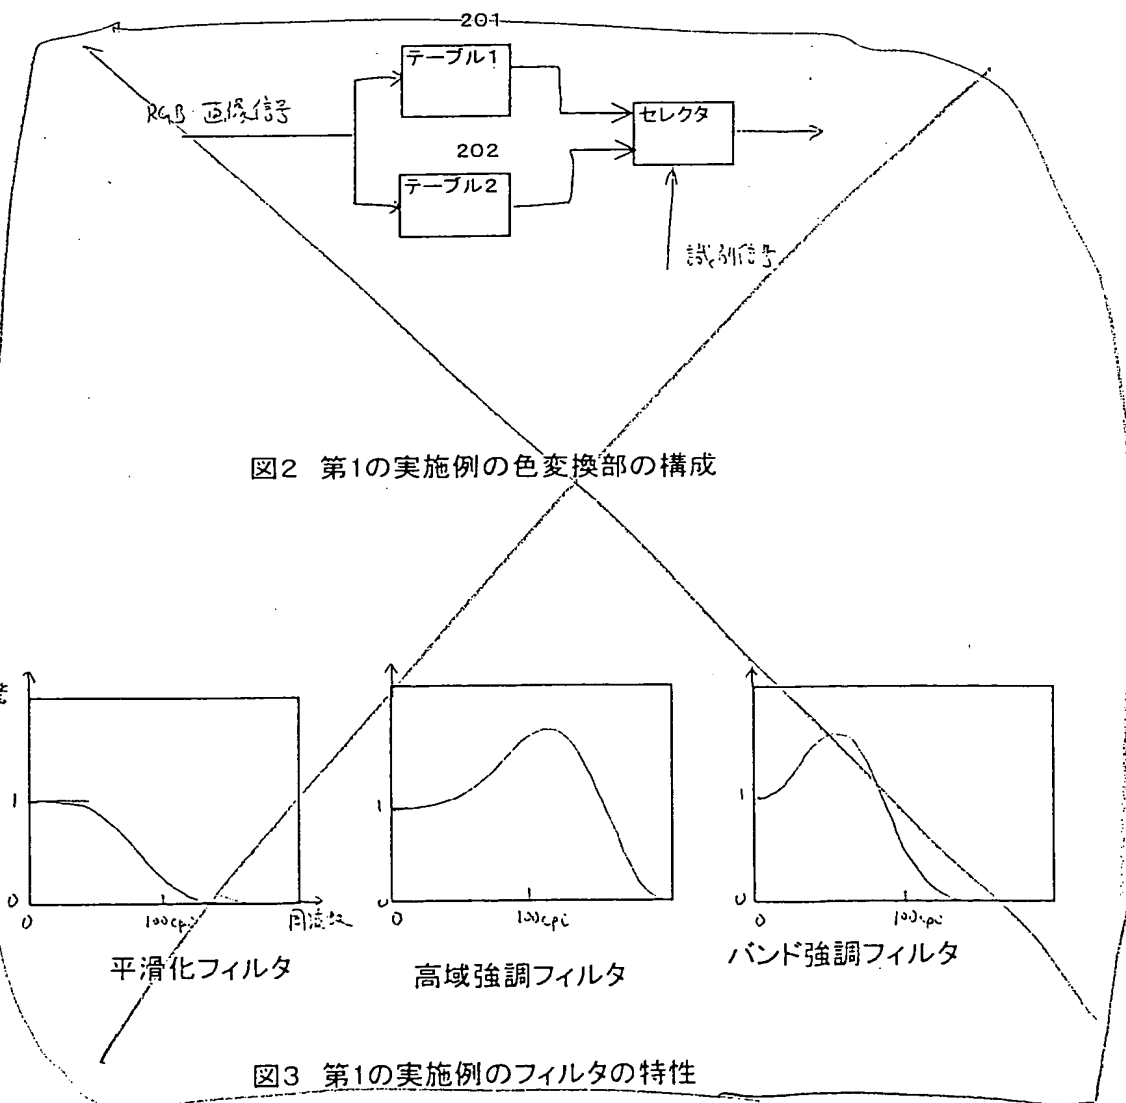 201
テーブル1
RGB 画像信号
セレクタ
202
テーブル2
識別信号
図2 第1の実施例の色変換部の構成
1
1
1
0
0
0
0
100cpi
周波数
0
100cpi
0
100cpi
平滑化フィルタ
高域強調フィルタ
バンド強調フィルタ
図3 第1の実施例のフィルタの特性